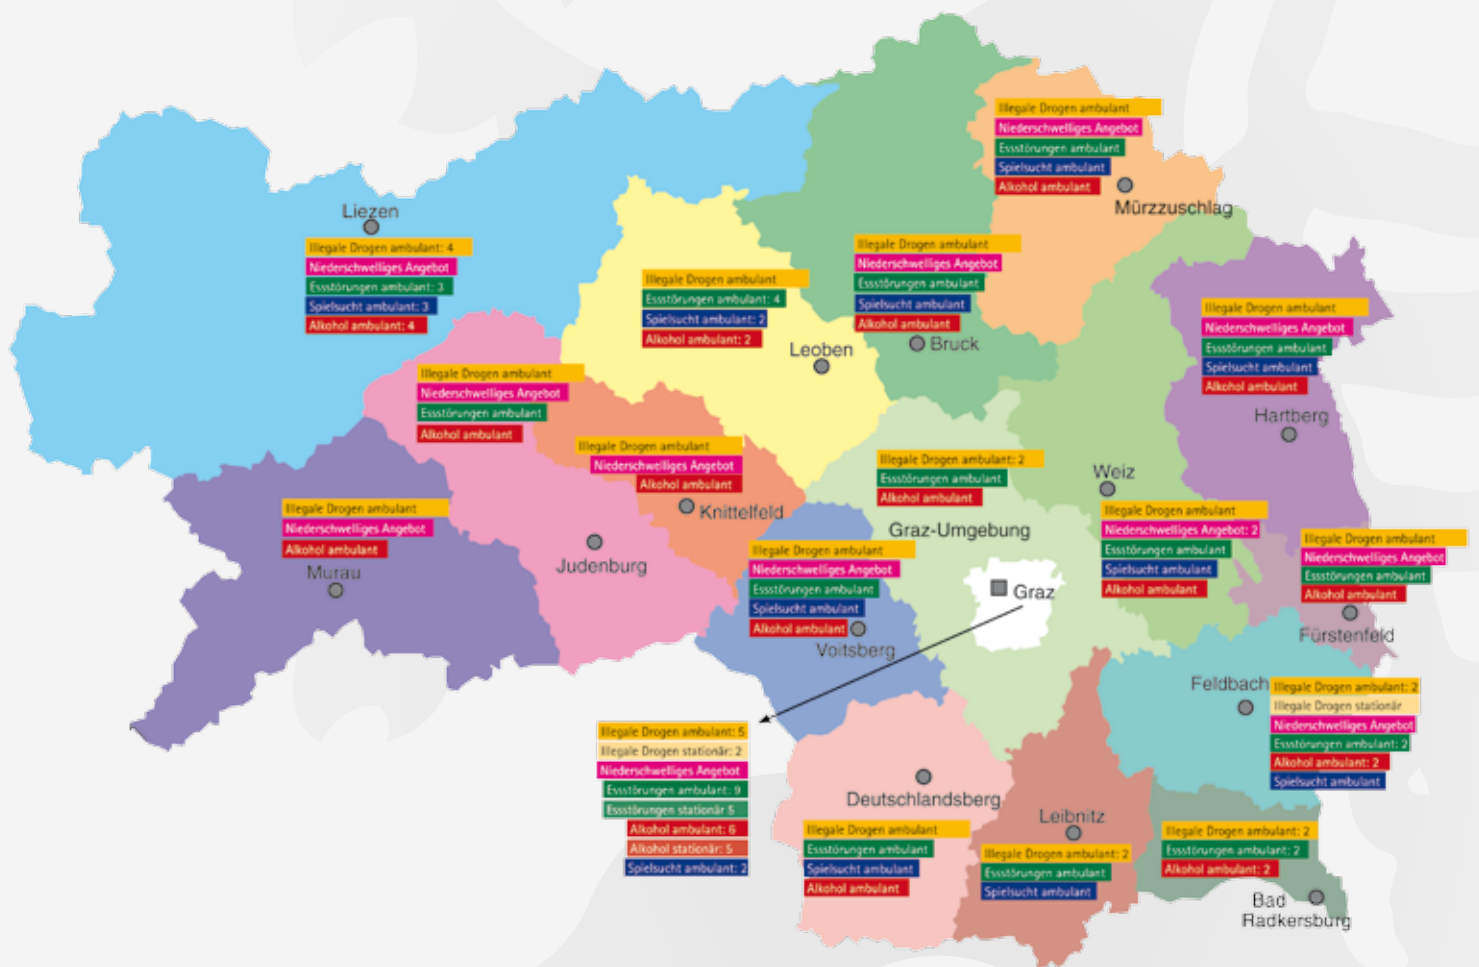 Illegale Drogen ambulant
Niederschwelliges Angebot
Essstörungen ambulant
Spielsucht ambulant
Alkohol ambulant
Mürzzuschlag
Liezen
Illegale Drogen ambulant: 4
Niederschwelliges Angebot
Essstörungen ambulant: 3
Spielsucht ambulant: 3
Alkohol ambulant: 4
Illegale Drogen ambulant
Essstörungen ambulant: 4
Spielsucht ambulant: 2
Alkohol ambulant: 2
Leoben
Illegale Drogen ambulant
Niederschwelliges Angebot
Essstörungen ambulant
Spielsucht ambulant
Alkohol ambulant
Bruck
Illegale Drogen ambulant
Niederschwelliges Angebot
Essstörungen ambulant
Spielsucht ambulant
Alkohol ambulant
Hartberg
Illegale Drogen ambulant
Niederschwelliges Angebot
Essstörungen ambulant
Alkohol ambulant
Judenburg
Illegale Drogen ambulant
Niederschwelliges Angebot
Alkohol ambulant
Knittelfeld
Illegale Drogen ambulant: 2
Essstörungen ambulant
Alkohol ambulant
Graz-Umgebung
Graz
Weiz
Illegale Drogen ambulant
Niederschwelliges Angebot: 2
Essstörungen ambulant
Spielsucht ambulant
Alkohol ambulant
Illegale Drogen ambulant
Niederschwelliges Angebot
Alkohol ambulant
Murau
Illegale Drogen ambulant
Niederschwelliges Angebot
Essstörungen ambulant
Spielsucht ambulant
Alkohol ambulant
Voitsberg
Illegale Drogen ambulant
Niederschwelliges Angebot
Essstörungen ambulant
Alkohol ambulant
Fürstenfeld
Feldbach
Illegale Drogen ambulant: 2
Illegale Drogen stationär
Niederschwelliges Angebot
Essstörungen ambulant: 2
Alkohol ambulant: 2
Spielsucht ambulant
Illegale Drogen ambulant: 5
Illegale Drogen stationär: 2
Niederschwelliges Angebot
Essstörungen ambulant: 9
Essstörungen stationär 5
Alkohol ambulant: 6
Alkohol stationär: 5
Spielsucht ambulant: 2
Deutschlandsberg
Illegale Drogen ambulant
Essstörungen ambulant
Spielsucht ambulant
Alkohol ambulant
Leibnitz
Illegale Drogen ambulant: 2
Essstörungen ambulant
Spielsucht ambulant
Illegale Drogen ambulant: 2
Essstörungen ambulant: 2
Alkohol ambulant: 2
Bad
Radkersburg